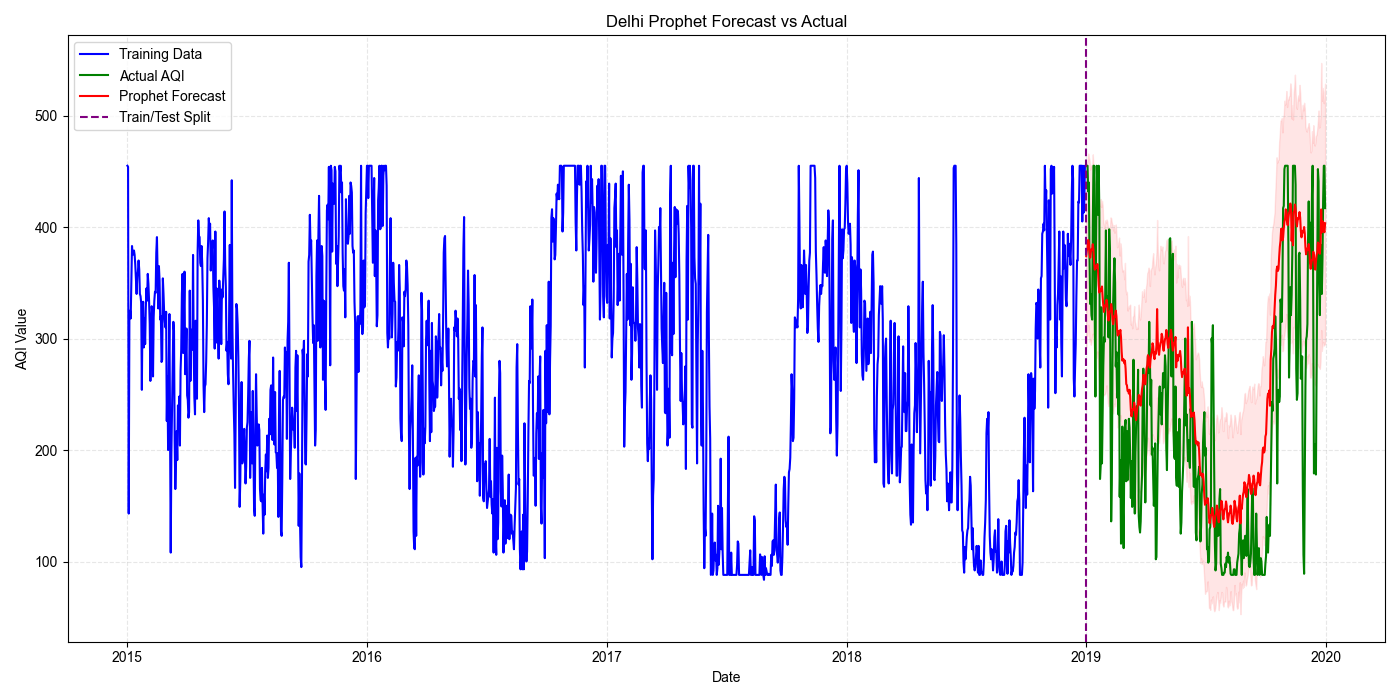 Delhi Prophet Forecast vs Actual
Training Data
Actual AQI
Prophet Forecast
Train/Test Split
AQI Value
500
400
300
200
100
2015
2016
2017
2018
2019
2020
Date